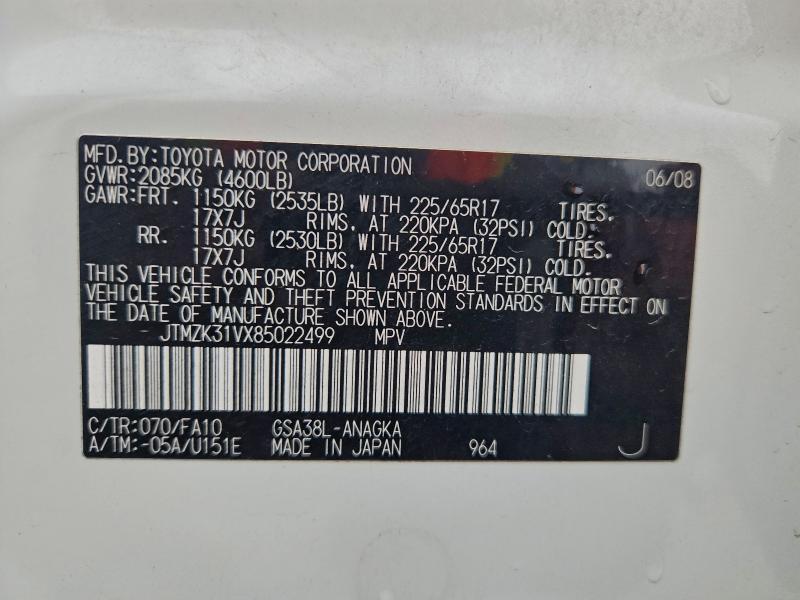 MFD.BY:TOYOTA MOTOR CORPORATION 06/08
GVWR:2085KG (4600LB)
GAWR:FRT. 1150KG (2535LB) WITH 225/65R17 TIRES.
17X7J RIMS, AT 220KPA (32PSI) COLD.
RR. 1150KG (2530LB) WITH 225/65R17 TIRES.
17X7J RIMS, AT 220KPA (32PSI) COLD.
THIS VEHICLE CONFORMS TO ALL APPLICABLE FEDERAL MOTOR
VEHICLE SAFETY AND THEFT PREVENTION STANDARDS IN EFFECT ON
THE DATE OF MANUFACTURE SHOWN ABOVE.
JTMZK31VX85022499 MPV
C/TR:070/FA10 GSA38L-ANAGKA
A/TM:-05A/U151E MADE IN JAPAN 964 J